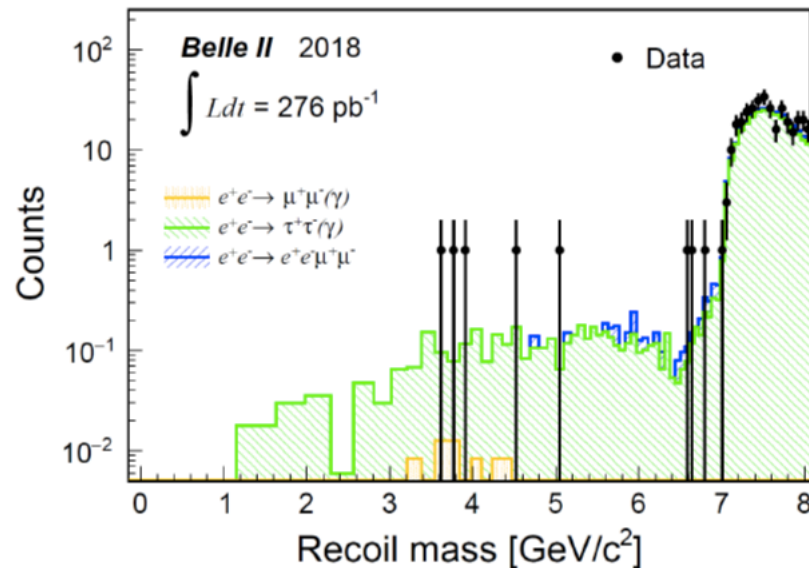 Belle II 2018
∫ Ldt = 276 pb⁻¹
Data
e⁺e⁻→ μ⁺μ⁻(γ)
e⁺e⁻→ τ⁺τ⁻(γ)
e⁺e⁻→ e⁺e⁻μ⁺μ⁻
Counts
10²
10
1
10⁻¹
10⁻²
0 1 2 3 4 5 6 7 8
Recoil mass [GeV/c²]